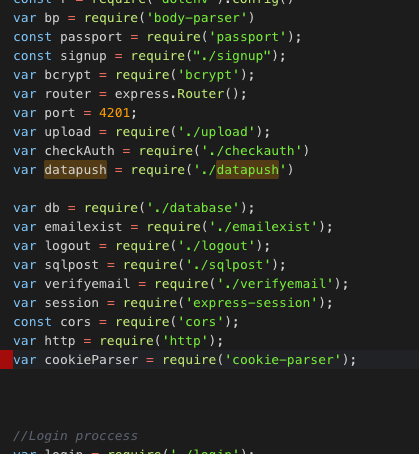 var bp = require('body-parser')
const passport = require('passport');
const signup = require("./signup");
var bcrypt = require('bcrypt');
var router = express.Router();
var port = 4201;
var upload = require('./upload');
var checkAuth = require('./checkauth')
var datapush = require('./datapush')
var db = require('./database');
var emailexist = require('./emailexist');
var logout = require('./logout');
var sqlpost = require('./sqlpost');
var verifyemail = require('./verifyemail');
var session = require('express-session');
const cors = require('cors');
var http = require('http');
var cookieParser = require('cookie-parser');
//Login proccess
var login = require('./login');